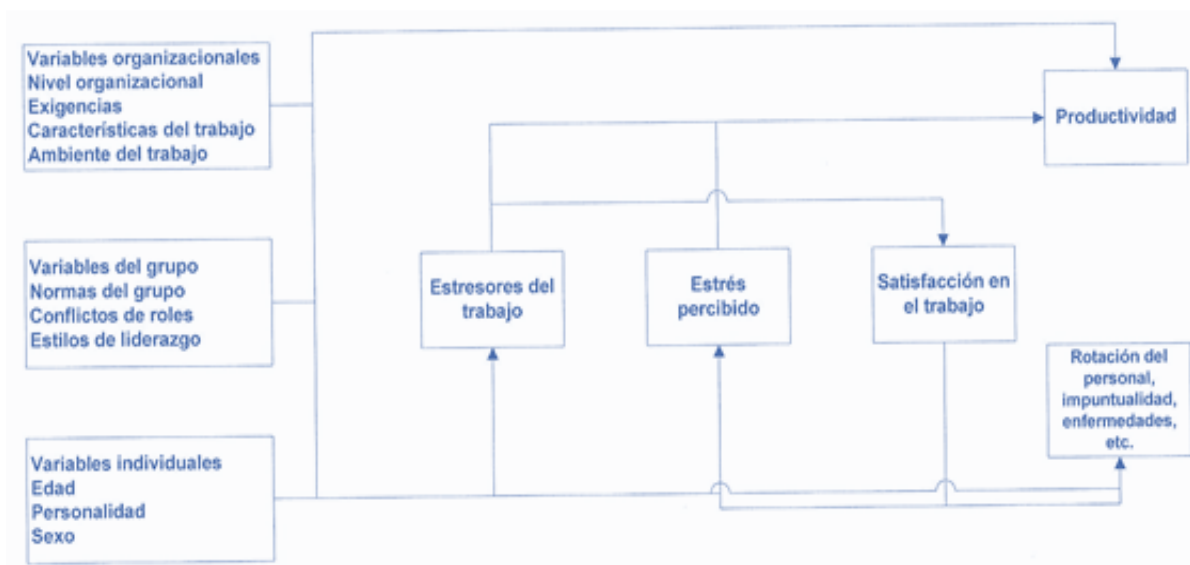 Variables organizacionales
Nivel organizacional
Exigencias
Características del trabajo
Ambiente del trabajo
Productividad
Variables del grupo
Normas del grupo
Conflictos de roles
Estilos de liderazgo
Estresores del
trabajo
Estrés
percibido
Satisfacción en
el trabajo
Rotación del
personal,
impuntualidad,
enfermedades,
etc.
Variables individuales
Edad
Personalidad
Sexo